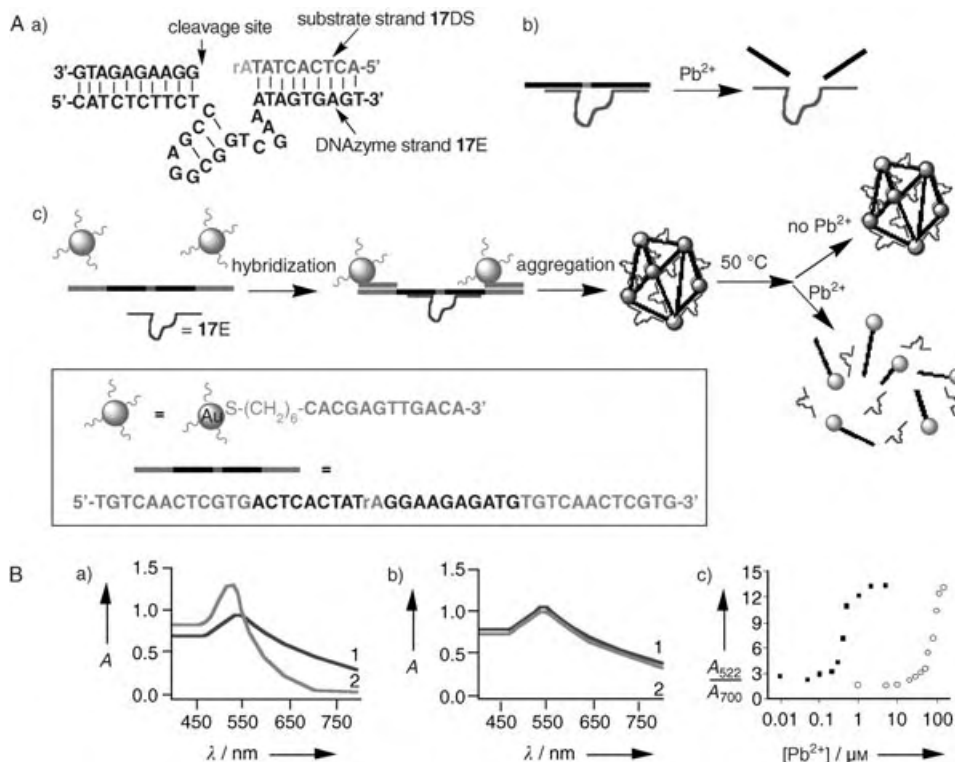 A a)
cleavage site
substrate strand 17DS
3'-GTAGAGAAGG
rATATCACTCA-5'
5'-CATCTCTTCT
ATAGTGAGT-3'
C
C
C
G
A
G
G
C
G
G
T
C
G
A
A
DNAzyme strand 17E
b)
Pb2+
c)
hybridization
= 17E
aggregation
50 °C
no Pb2+
Pb2+
= Au S-(CH2)6-CACGAGTTGACA-3'
=
5'-TGTCAACTCGTGACTCACTATrAGGAAGAGATGTGTCAACTCGTG-3'
B a)
1.5
1.0
0.5
0.0
A
1
2
450 550 650 750
λ / nm
b)
1.5
1.0
0.5
0.0
A
1
2
450 550 650 750
λ / nm
c)
15
12
9
6
3
0
A522
A700
0.01 0.1 1 10 100
[Pb2+] / μM